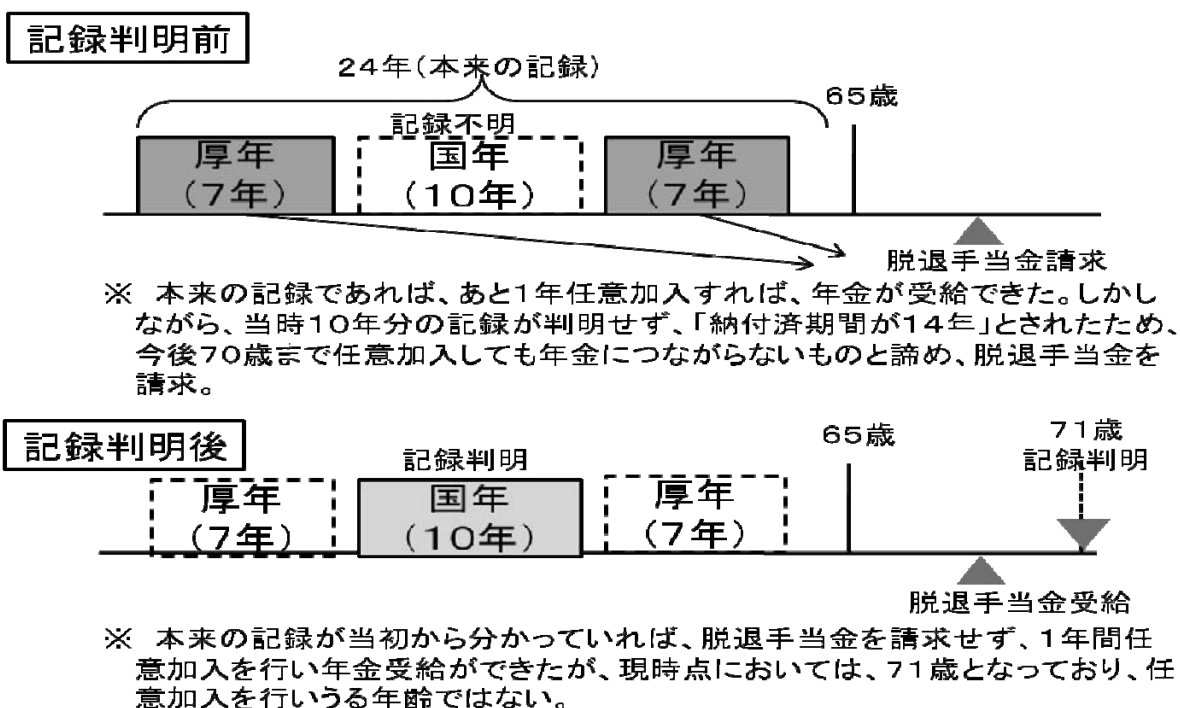 記録判明前
24年(本来の記録)
65歳
記録不明
厚年
(7年)
国年
(10年)
厚年
(7年)
脱退手当金請求
※ 本来の記録であれば、あと1年任意加入すれば、年金が受給できた。しかし
ながら、当時10年分の記録が判明せず、「納付済期間が14年」とされたため、
今後70歳まで任意加入しても年金につながらないものと諦め、脱退手当金を
請求。
記録判明後
65歳
71歳
記録判明
記録判明
厚年
(7年)
国年
(10年)
厚年
(7年)
脱退手当金受給
※ 本来の記録が当初から分かっていれば、脱退手当金を請求せず、1年間任
意加入を行い年金受給ができたが、現時点においては、71歳となっており、任
意加入を行いうる年齢ではない。